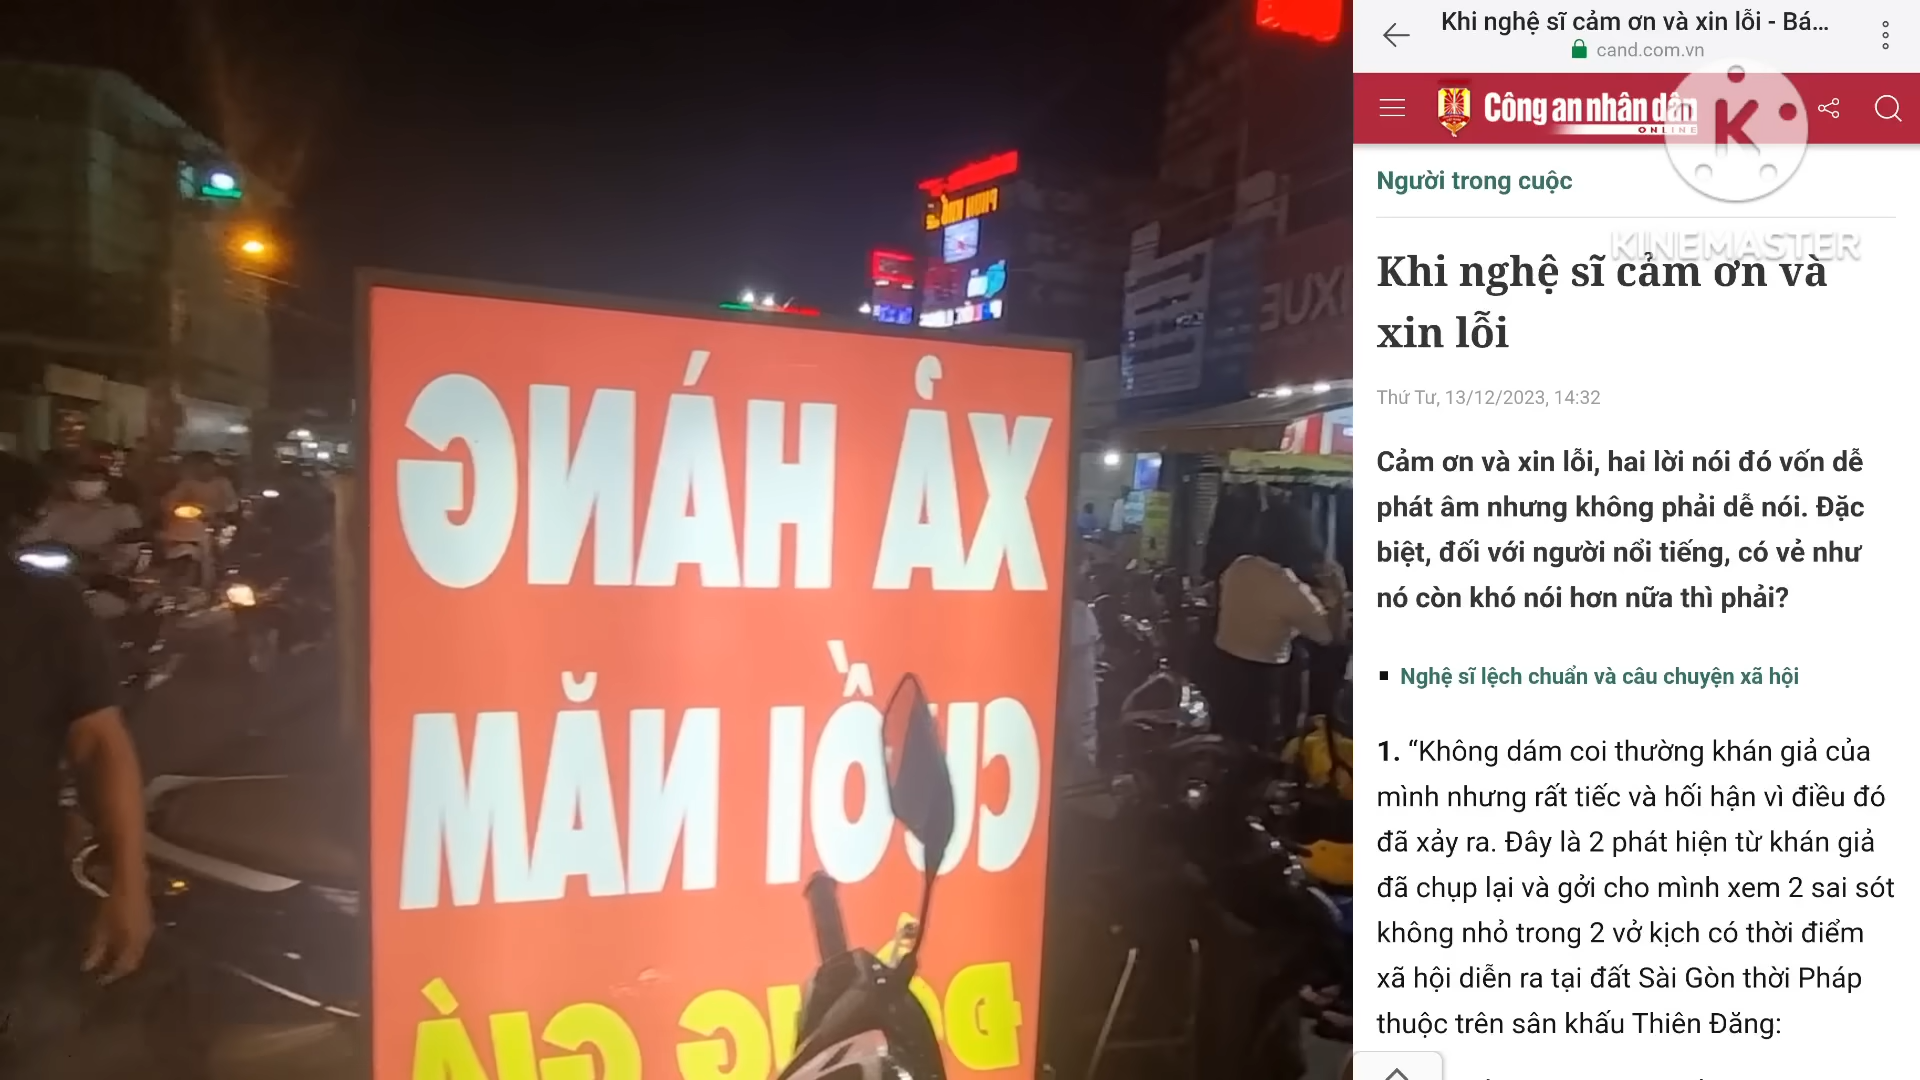 XẢ HÀNG
CUỐI NĂM
ĐỒNG GIÁ
Khi nghệ sĩ cảm ơn và xin lỗi - Bá...
cand.com.vn
Công an nhân dân
ONLINE
K
KINEMASTER
Người trong cuộc
Khi nghệ sĩ cảm ơn và
xin lỗi
Thứ Tư, 13/12/2023, 14:32
Cảm ơn và xin lỗi, hai lời nói đó vốn dễ
phát âm nhưng không phải dễ nói. Đặc
biệt, đối với người nổi tiếng, có vẻ như
nó còn khó nói hơn nữa thì phải?
Nghệ sĩ lệch chuẩn và câu chuyện xã hội
1. “Không dám coi thường khán giả của
mình nhưng rất tiếc và hối hận vì điều đó
đã xảy ra. Đây là 2 phát hiện từ khán giả
đã chụp lại và gởi cho mình xem 2 sai sót
không nhỏ trong 2 vở kịch có thời điểm
xã hội diễn ra tại đất Sài Gòn thời Pháp
thuộc trên sân khấu Thiên Đăng: